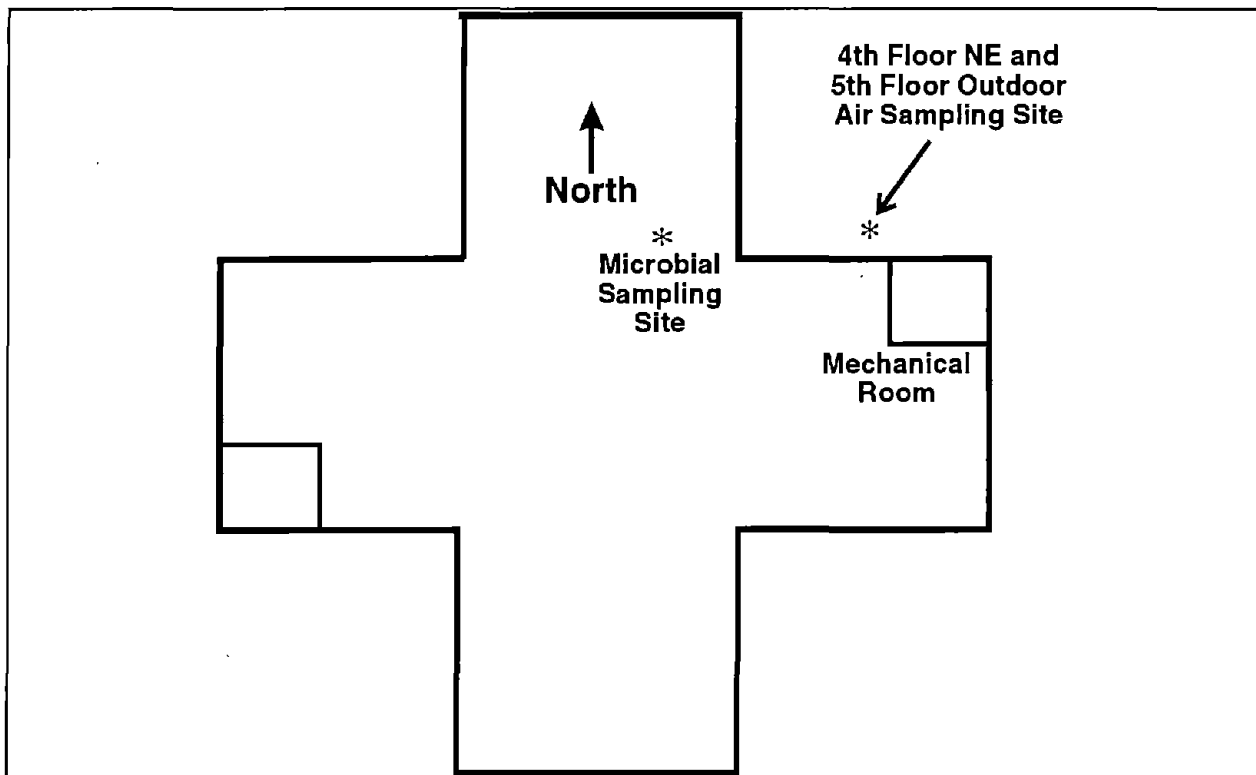 4th Floor NE and
5th Floor Outdoor
Air Sampling Site
North
*
*
Microbial
Sampling
Site
Mechanical
Room